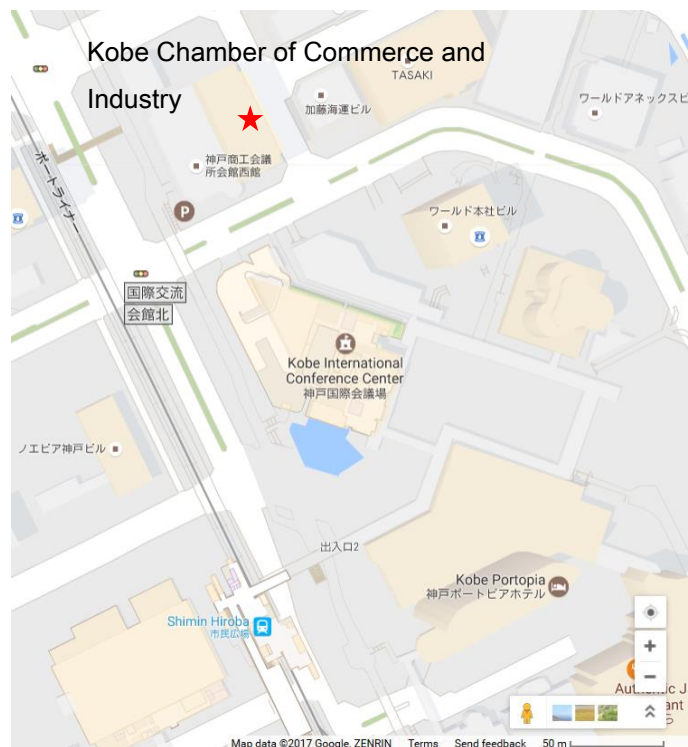 Kobe Chamber of Commerce and
Industry
TASAKI
加藤海運ビル
ワールドアネックスビ
神戸商工会議
所会館西館
ポートライナー
P
ワールド本社ビル
国際交流
会館北
Kobe International
Conference Center
神戸国際会議場
ノエビア神戸ビル
出入口2
Kobe Portopia
神戸ポートピアホテル
Shimin Hiroba
市民広場
+
−
Map data ©2017 Google, ZENRIN Terms Send feedback 50 m